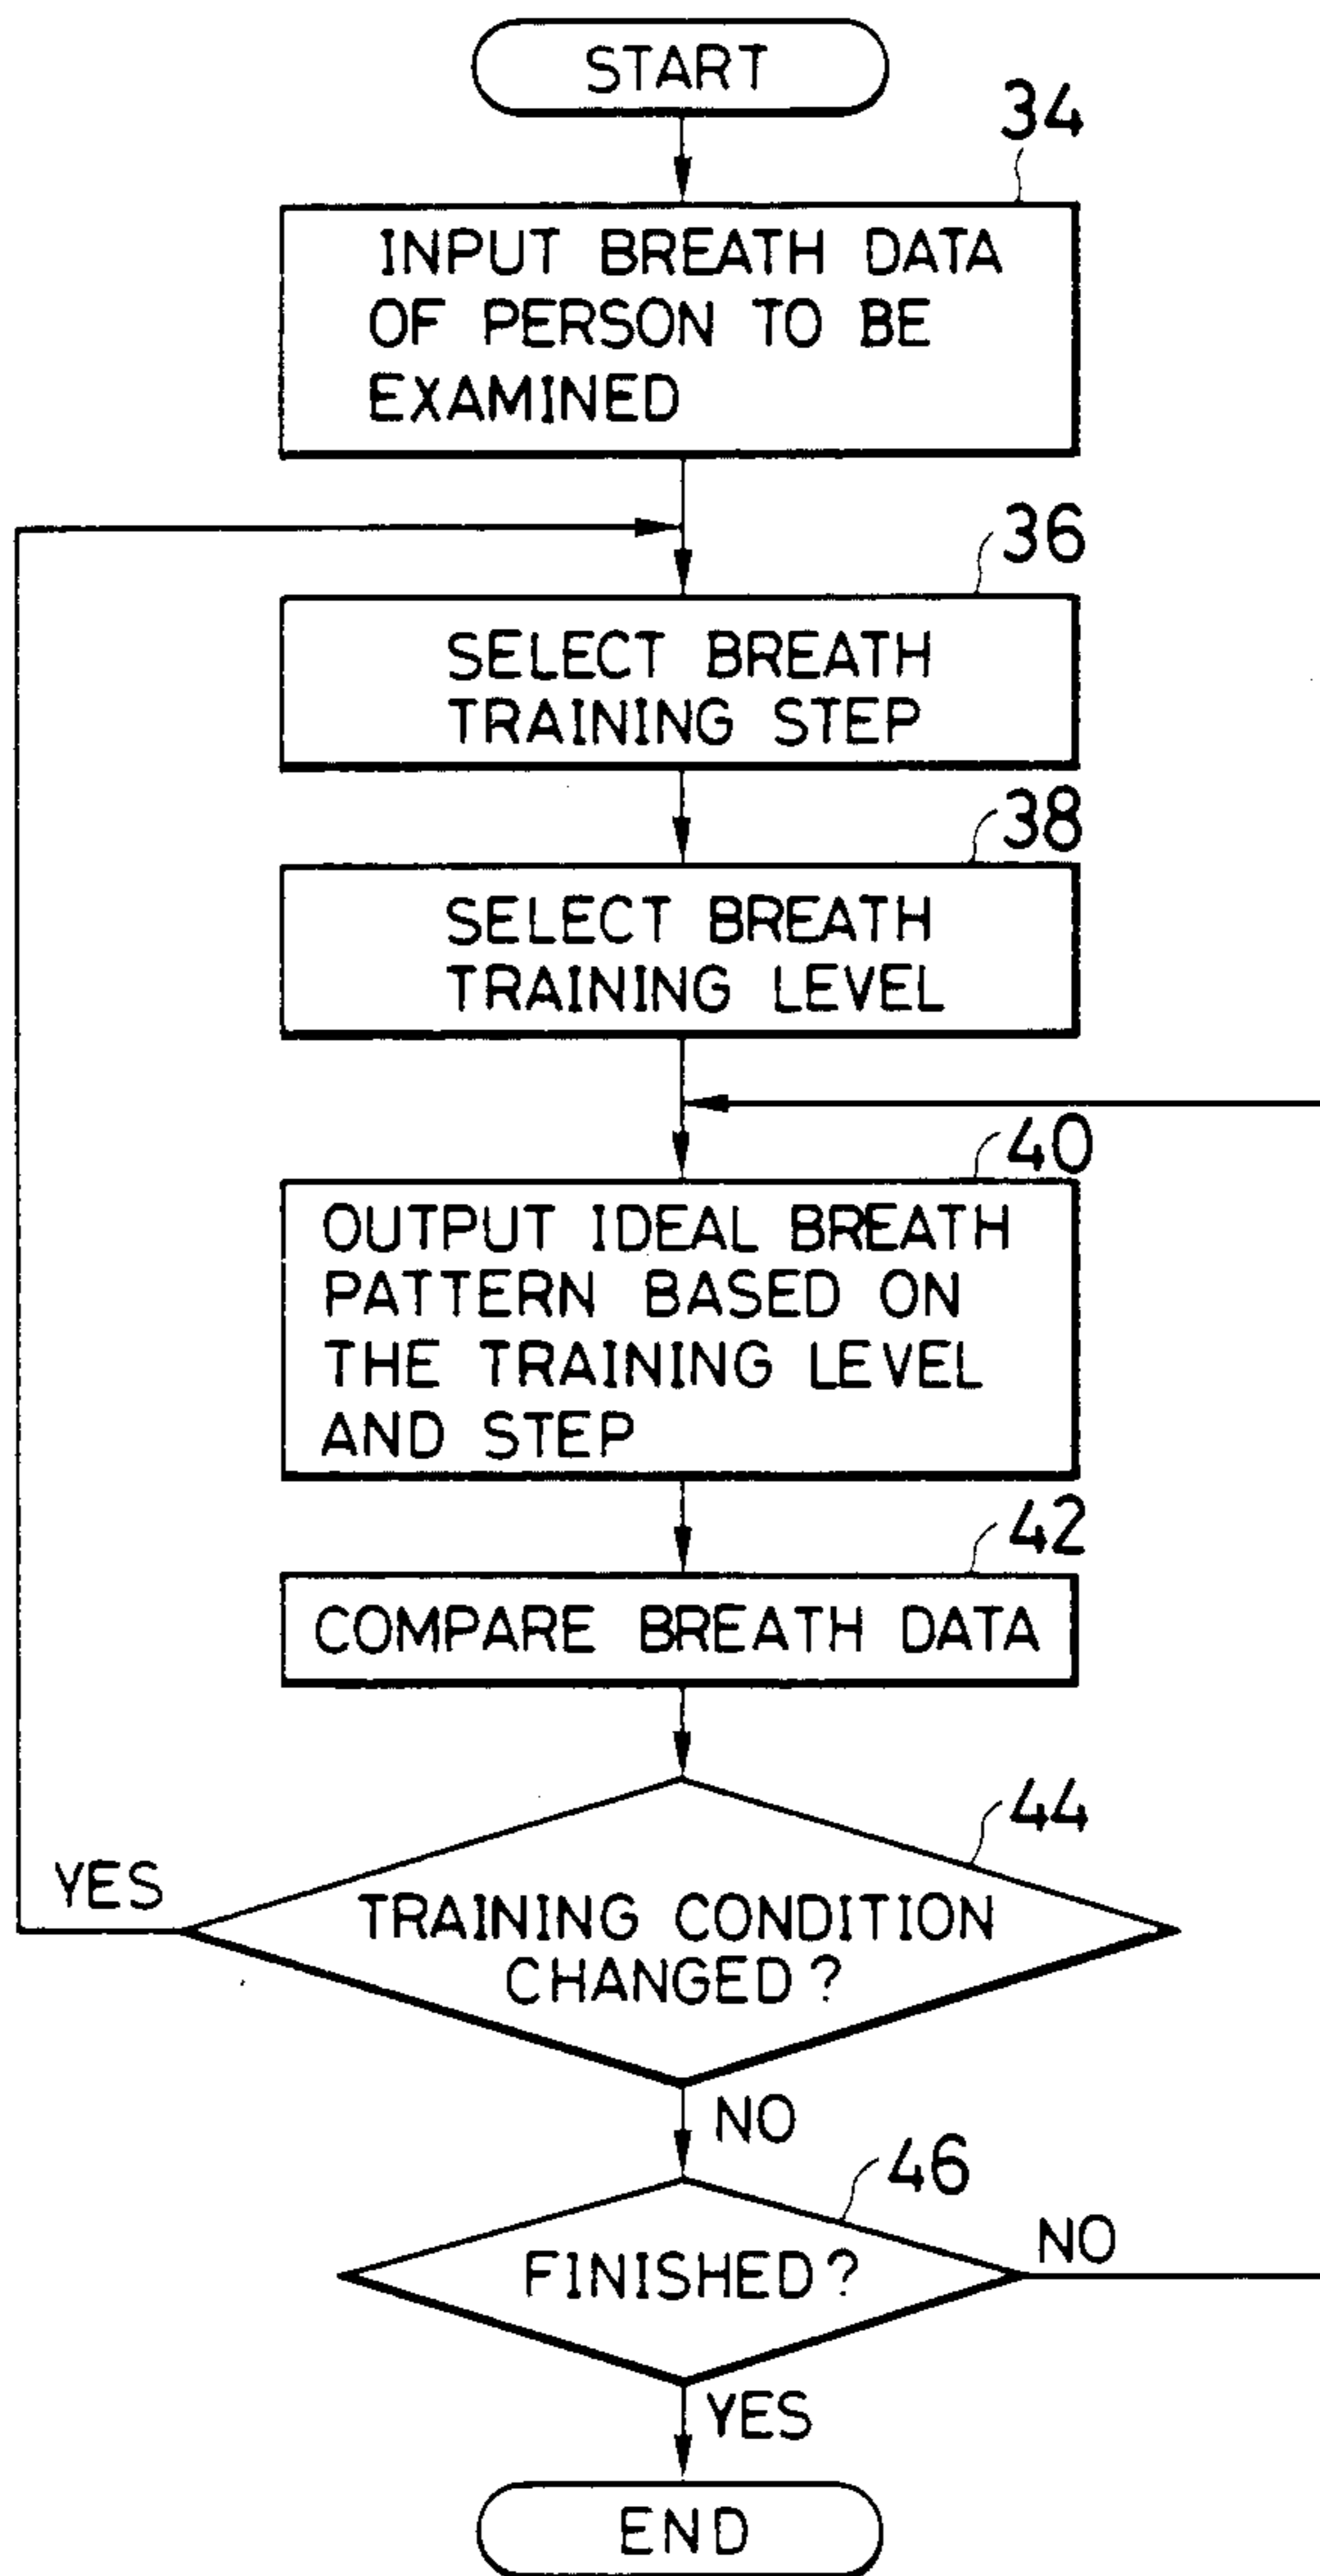 START
34
INPUT BREATH DATA
OF PERSON TO BE
EXAMINED
36
SELECT BREATH
TRAINING STEP
38
SELECT BREATH
TRAINING LEVEL
40
OUTPUT IDEAL BREATH
PATTERN BASED ON
THE TRAINING LEVEL
AND STEP
42
COMPARE BREATH DATA
44
YES
TRAINING CONDITION
CHANGED?
NO
46
FINISHED?
NO
YES
END